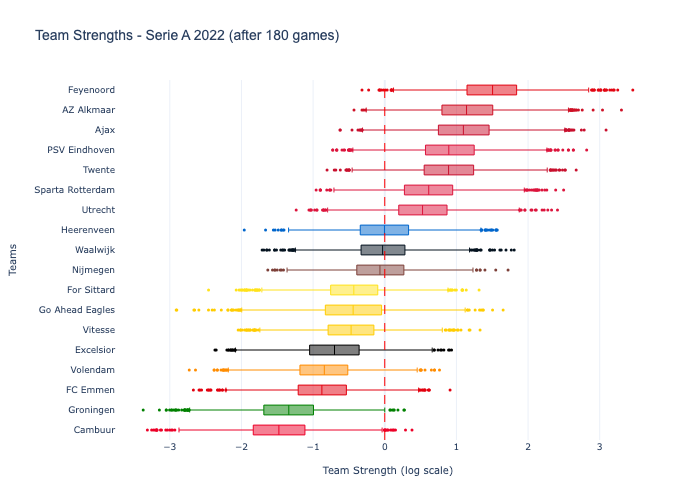 Team Strengths - Serie A 2022 (after 180 games)
Feyenoord
AZ Alkmaar
Ajax
PSV Eindhoven
Twente
Sparta Rotterdam
Utrecht
Heerenveen
Waalwijk
Nijmegen
For Sittard
Go Ahead Eagles
Vitesse
Excelsior
Volendam
FC Emmen
Groningen
Cambuur
Teams
−3 −2 −1 0 1 2 3
Team Strength (log scale)